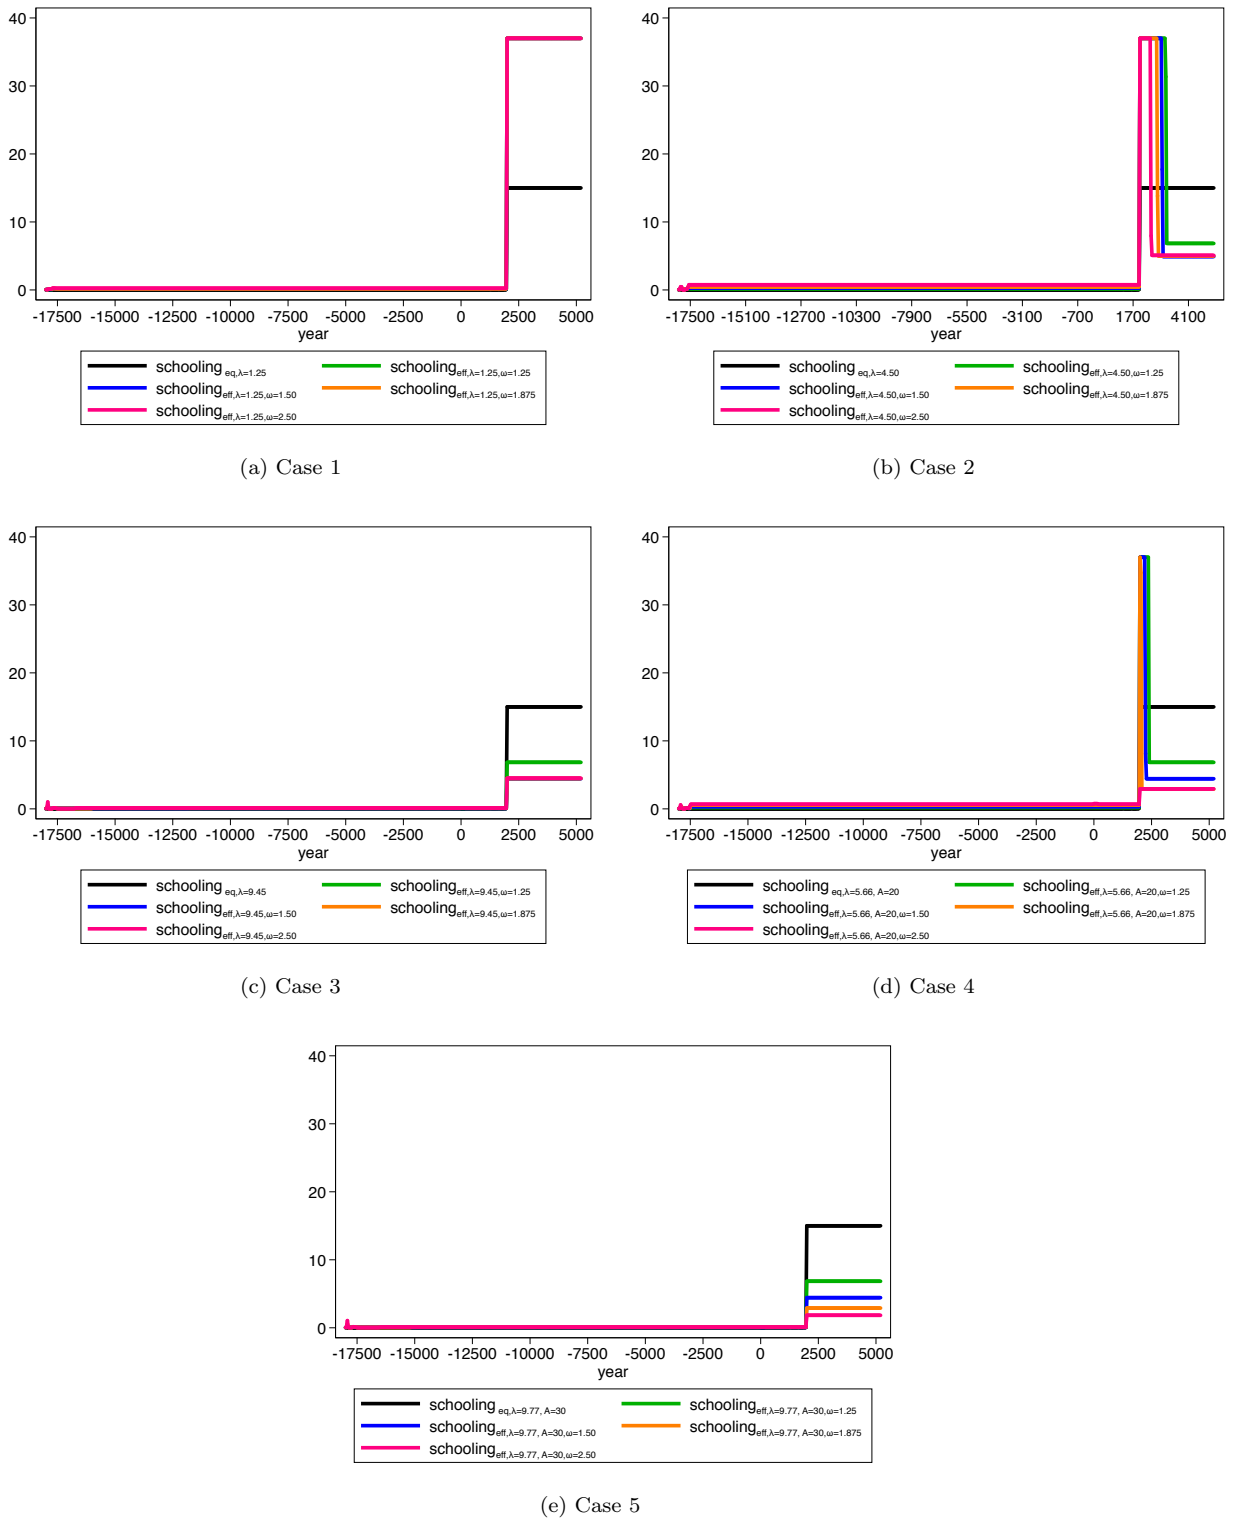 40
30
20
10
0
-17500 -15000 -12500 -10000 -7500 -5000 -2500 0 2500 5000
year
schooling eq,λ=1.25 schooling eff,λ=1.25,ω=1.25
schooling eff,λ=1.25,ω=1.50 schooling eff,λ=1.25,ω=1.875
schooling eff,λ=1.25,ω=2.50
(a) Case 1
40
30
20
10
0
-17500 -15100 -12700 -10300 -7900 -5500 -3100 -700 1700 4100
year
schooling eq,λ=4.50 schooling eff,λ=4.50,ω=1.25
schooling eff,λ=4.50,ω=1.50 schooling eff,λ=4.50,ω=1.875
schooling eff,λ=4.50,ω=2.50
(b) Case 2
40
30
20
10
0
-17500 -15000 -12500 -10000 -7500 -5000 -2500 0 2500 5000
year
schooling eq,λ=9.45 schooling eff,λ=9.45,ω=1.25
schooling eff,λ=9.45,ω=1.50 schooling eff,λ=9.45,ω=1.875
schooling eff,λ=9.45,ω=2.50
(c) Case 3
40
30
20
10
0
-17500 -15000 -12500 -10000 -7500 -5000 -2500 0 2500 5000
year
schooling eq,λ=5.66, A=20 schooling eff,λ=5.66, A=20,ω=1.25
schooling eff,λ=5.66, A=20,ω=1.50 schooling eff,λ=5.66, A=20,ω=1.875
schooling eff,λ=5.66, A=20,ω=2.50
(d) Case 4
40
30
20
10
0
-17500 -15000 -12500 -10000 -7500 -5000 -2500 0 2500 5000
year
schooling eq,λ=9.77, A=30 schooling eff,λ=9.77, A=30,ω=1.25
schooling eff,λ=9.77, A=30,ω=1.50 schooling eff,λ=9.77, A=30,ω=1.875
schooling eff,λ=9.77, A=30,ω=2.50
(e) Case 5